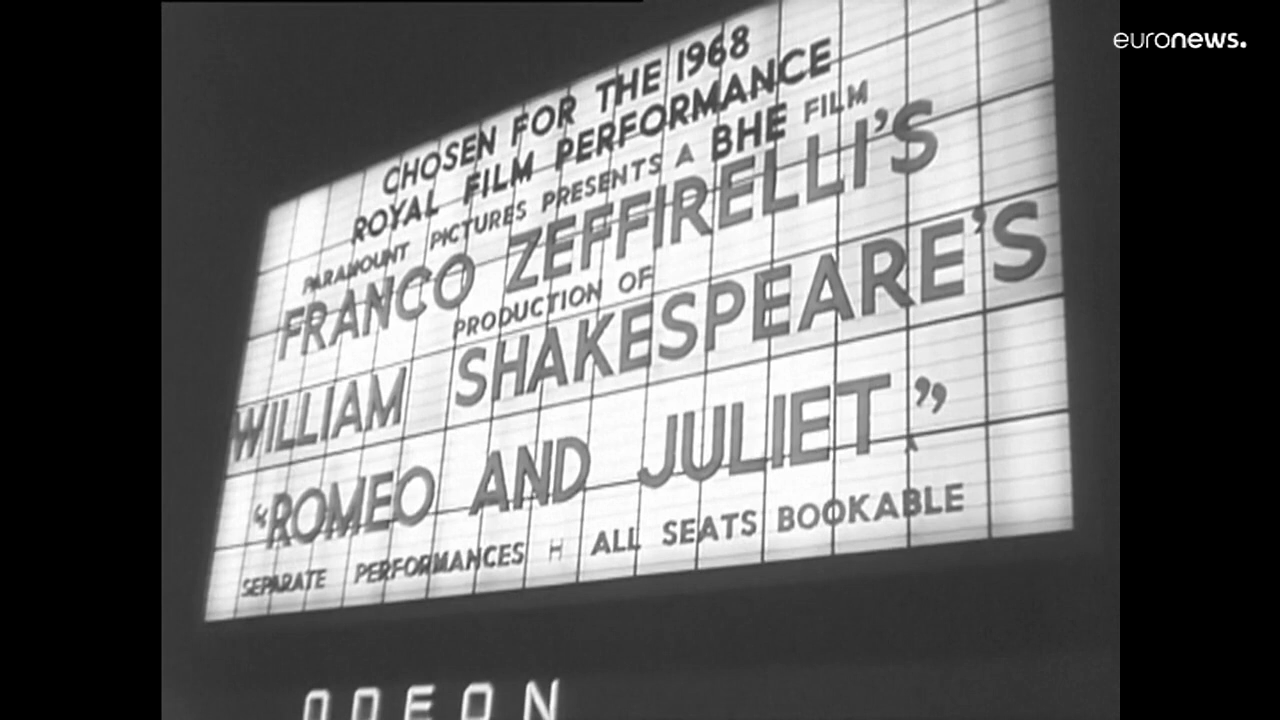 euronews.
CHOSEN FOR THE 1968
ROYAL FILM PERFORMANCE
PARAMOUNT PICTURES PRESENTS A BHE FILM
FRANCO ZEFFIRELLI'S
PRODUCTION OF
WILLIAM SHAKESPEARE'S
“ROMEO AND JULIET”
SEPARATE PERFORMANCES H ALL SEATS BOOKABLE
ODEON